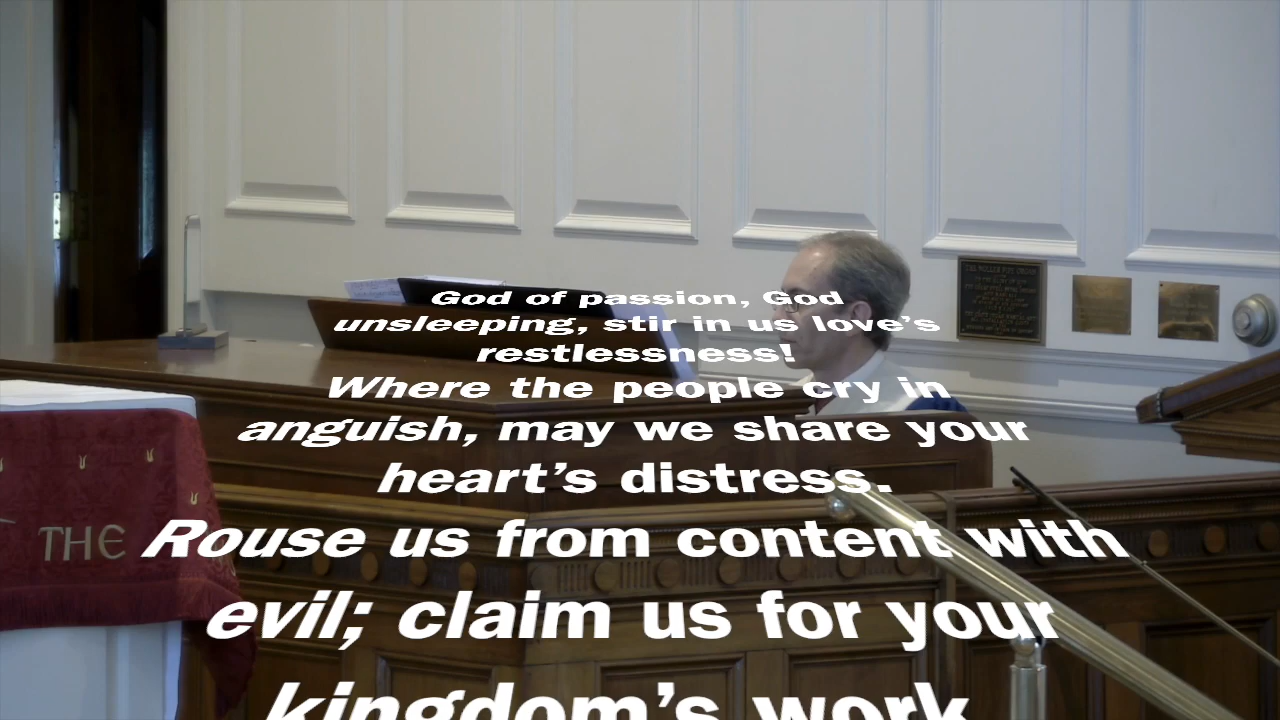 God of passion, God
unsleeping, stir in us love’s
restlessness!
Where the people cry in
anguish, may we share your
heart’s distress.
Rouse us from content with
evil; claim us for your
kingdom’s work
THE